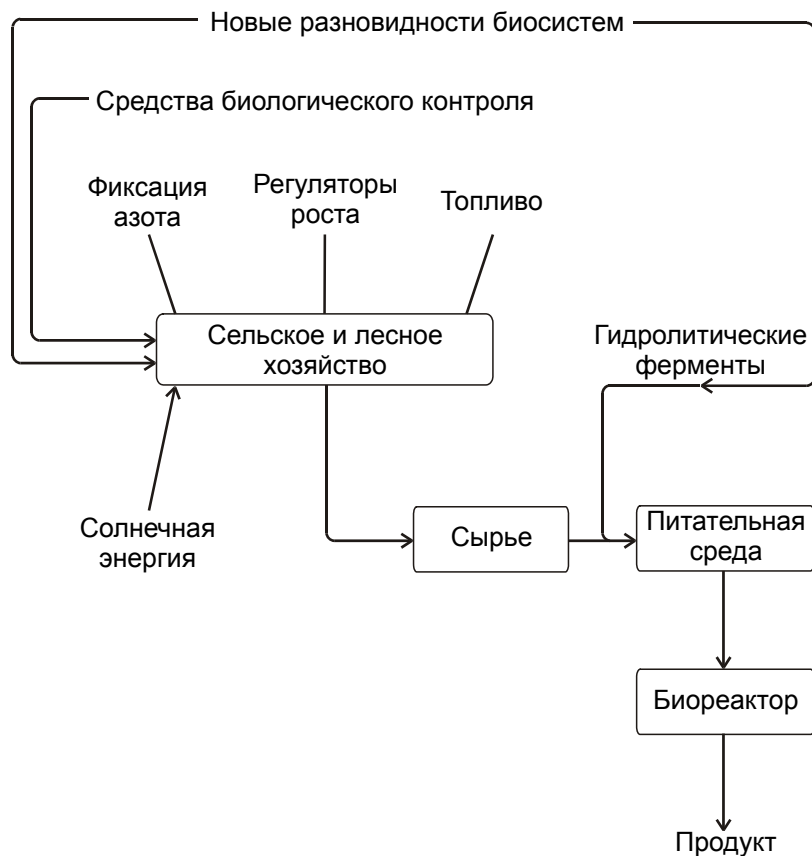 Новые разновидности биосистем
Средства биологического контроля
Фиксация
азота
Регуляторы
роста
Топливо
Сельское и лесное
хозяйство
Гидролитические
ферменты
Солнечная
энергия
Сырье
Питательная
среда
Биореактор
Продукт